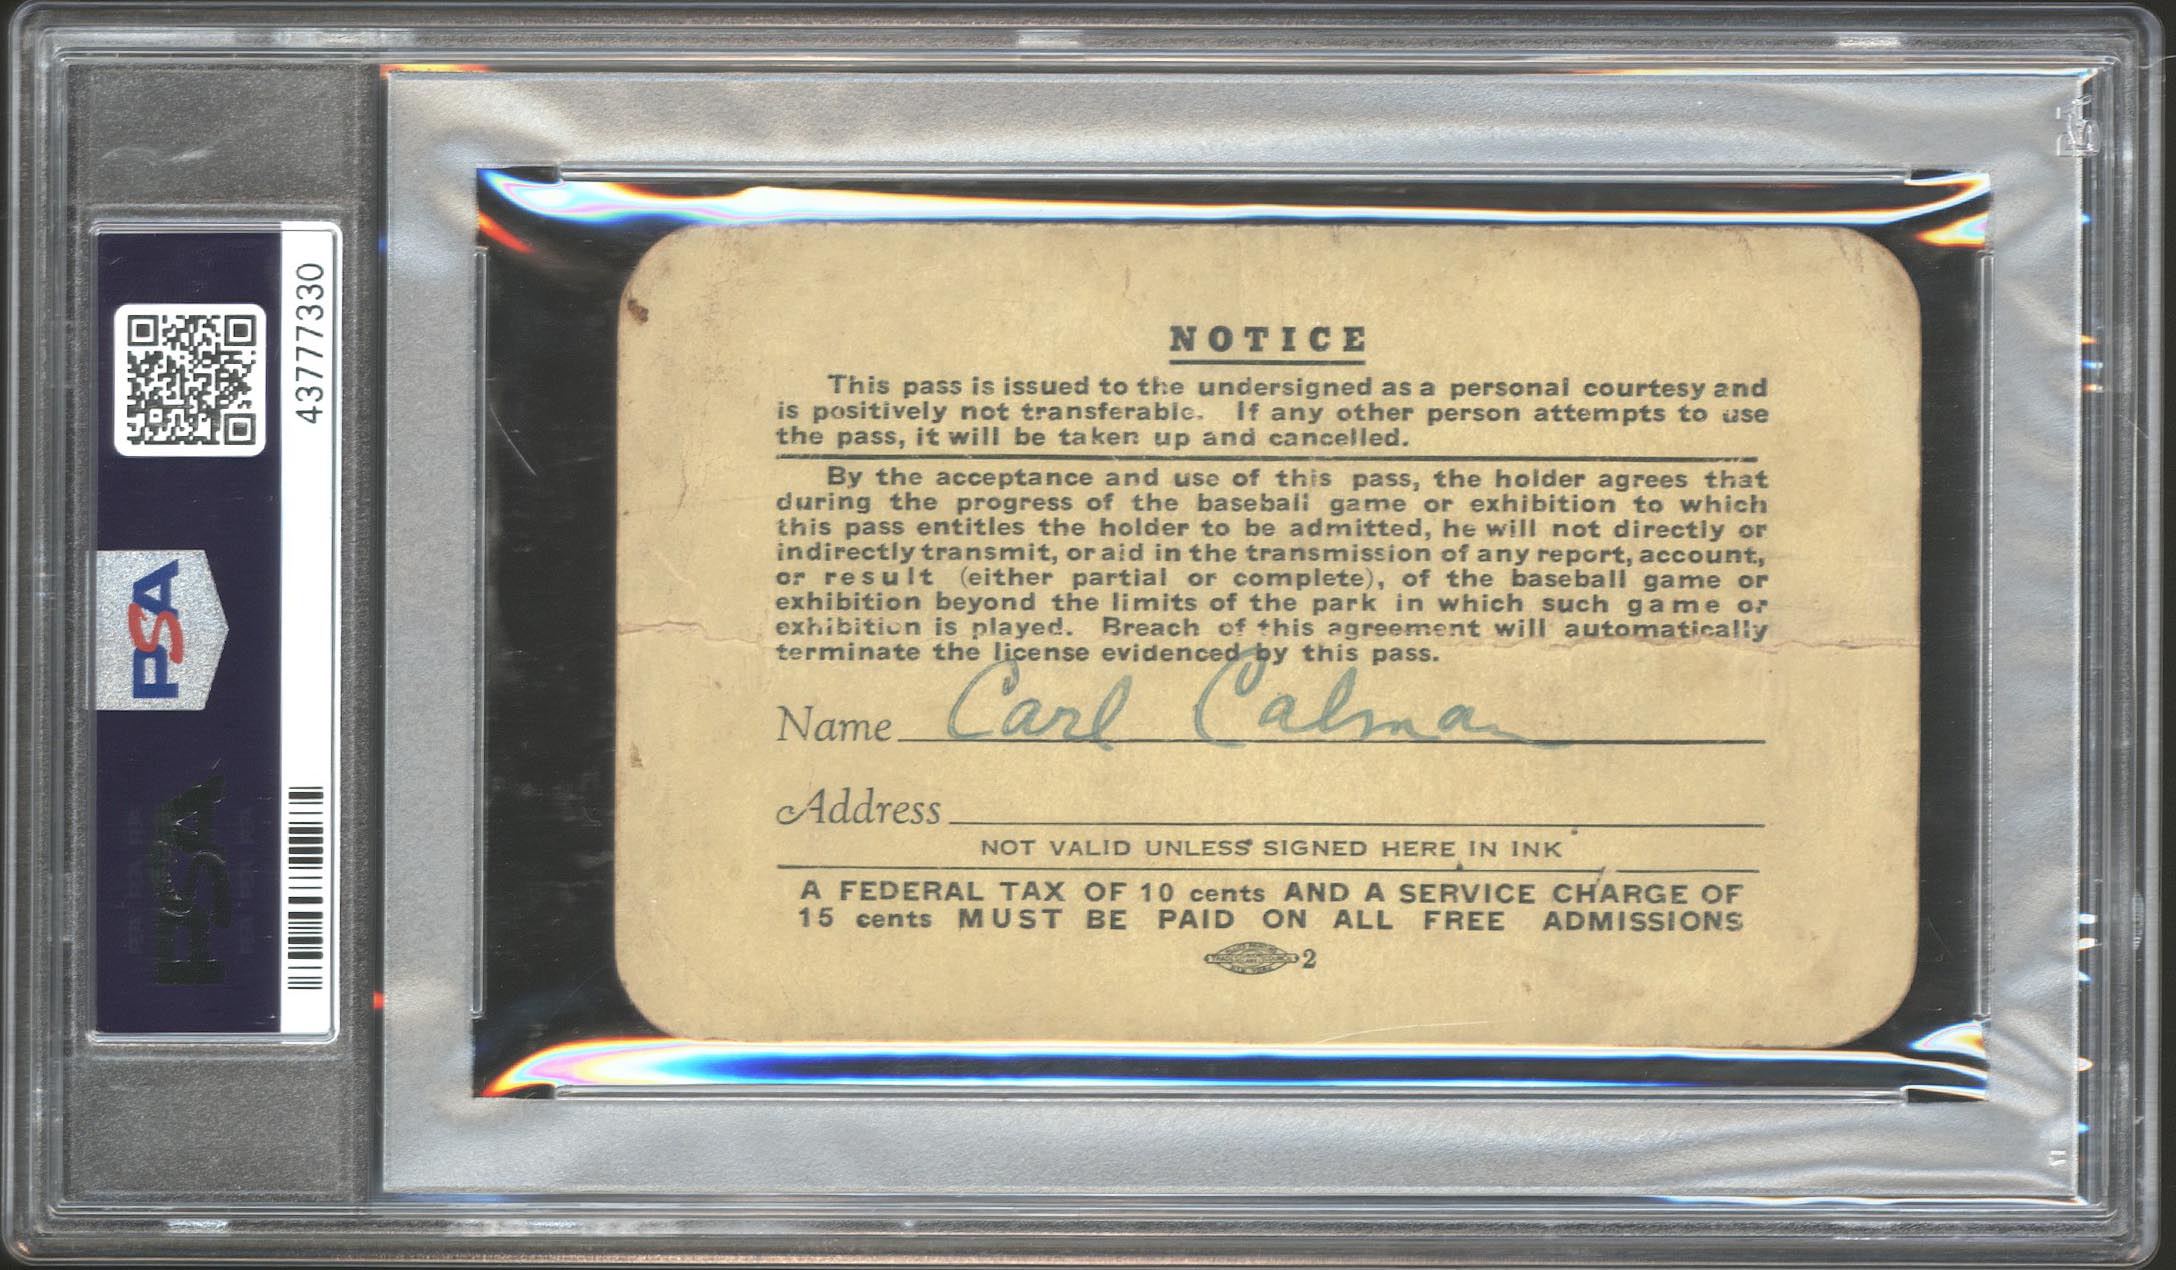 NOTICE
This pass is issued to the undersigned as a personal courtesy and
is positively not transferable. If any other person attempts to use
the pass, it will be taken up and cancelled.
By the acceptance and use of this pass, the holder agrees that
during the progress of the baseball game or exhibition to which
this pass entitles the holder to be admitted, he will not directly or
indirectly transmit, or aid in the transmission of any report, account,
or result (either partial or complete), of the baseball game or
exhibition beyond the limits of the park in which such game or
exhibition is played. Breach of this agreement will automatically
terminate the license evidenced by this pass.
Name Carl Calman
Address
NOT VALID UNLESS SIGNED HERE IN INK
A FEDERAL TAX OF 10 cents AND A SERVICE CHARGE OF
15 cents MUST BE PAID ON ALL FREE ADMISSIONS
2
43777330
PSA
PSA